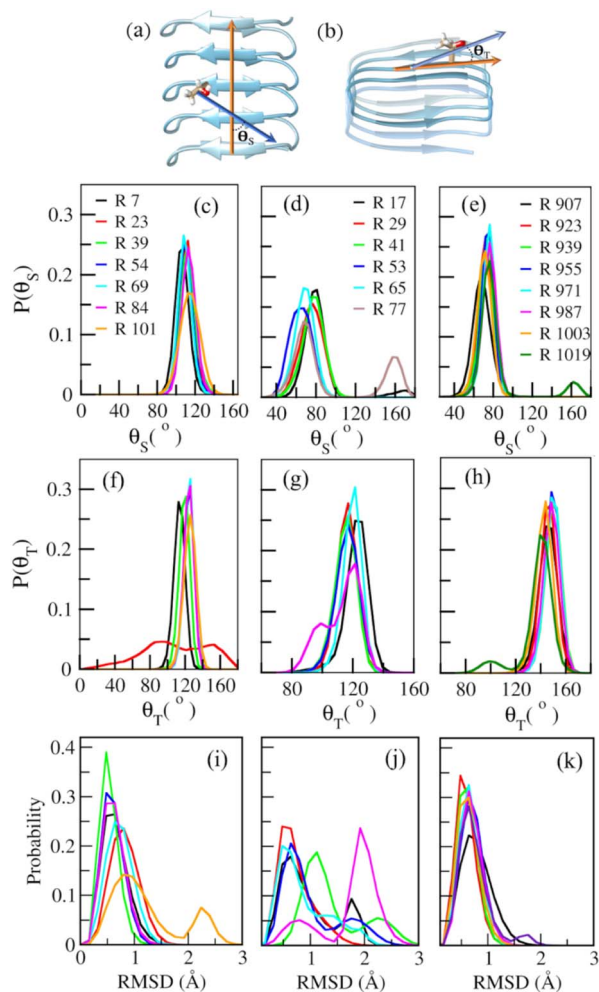 (a)
(b)
θS
θT
(c)
R 7
R 23
R 39
R 54
R 69
R 84
R 101
(d)
R 17
R 29
R 41
R 53
R 65
R 77
(e)
R 907
R 923
R 939
R 955
R 971
R 987
R 1003
R 1019
P(θS)
0.3
0.2
0.1
0
0 40 80 120 160
40 80 120 160
40 80 120 160
θS(°)
θS(°)
θS(°)
(f)
(g)
(h)
P(θT)
0.3
0.2
0.1
0
0 40 80 120 160
80 120 160
80 120 160
θT(°)
θT(°)
θT(°)
(i)
(j)
(k)
Probability
0.4
0.3
0.2
0.1
0
0 1 2 3
1 2 3
0 1 2 3
RMSD (Å)
RMSD (Å)
RMSD (Å)